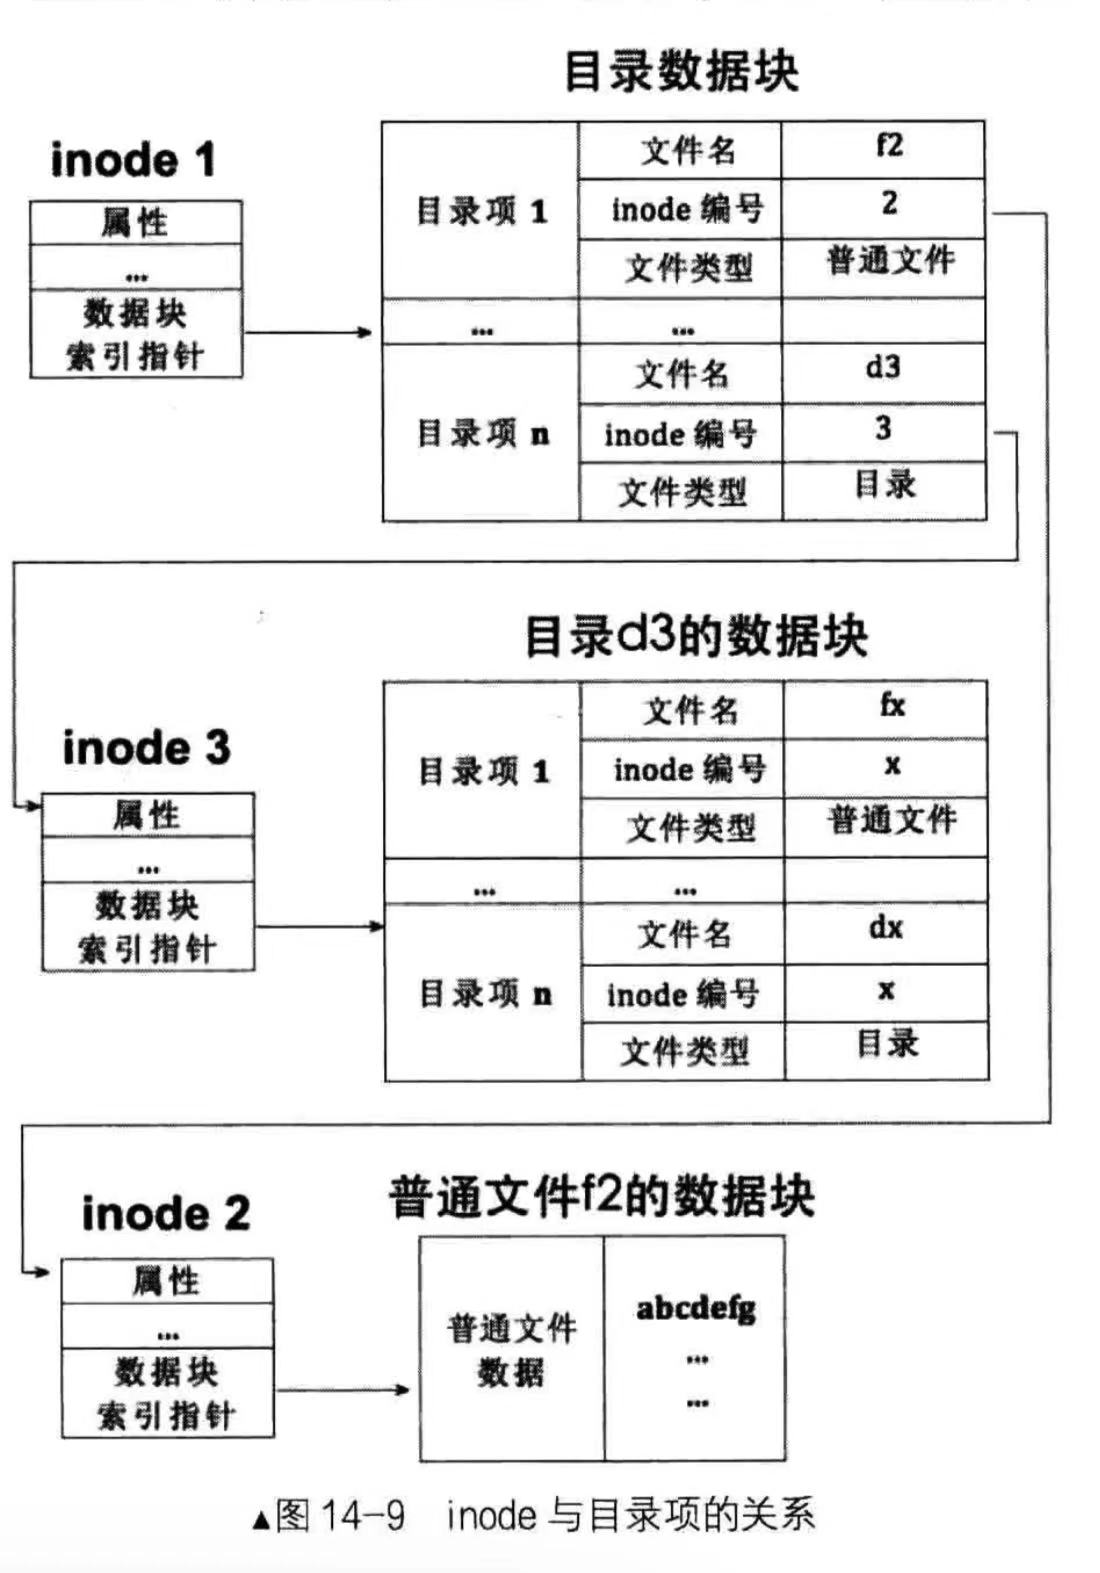 目录数据块
inode 1
属性
...
数据块
索引指针
目录项 1
文件名 f2
inode 编号 2
文件类型 普通文件
... ...
目录项 n
文件名 d3
inode 编号 3
文件类型 目录
目录d3的数据块
inode 3
属性
...
数据块
索引指针
目录项 1
文件名 fx
inode 编号 x
文件类型 普通文件
... ...
目录项 n
文件名 dx
inode 编号 x
文件类型 目录
inode 2
属性
...
数据块
索引指针
普通文件f2的数据块
普通文件
数据
abcdefg
...
...
▲图 14-9 inode 与目录项的关系